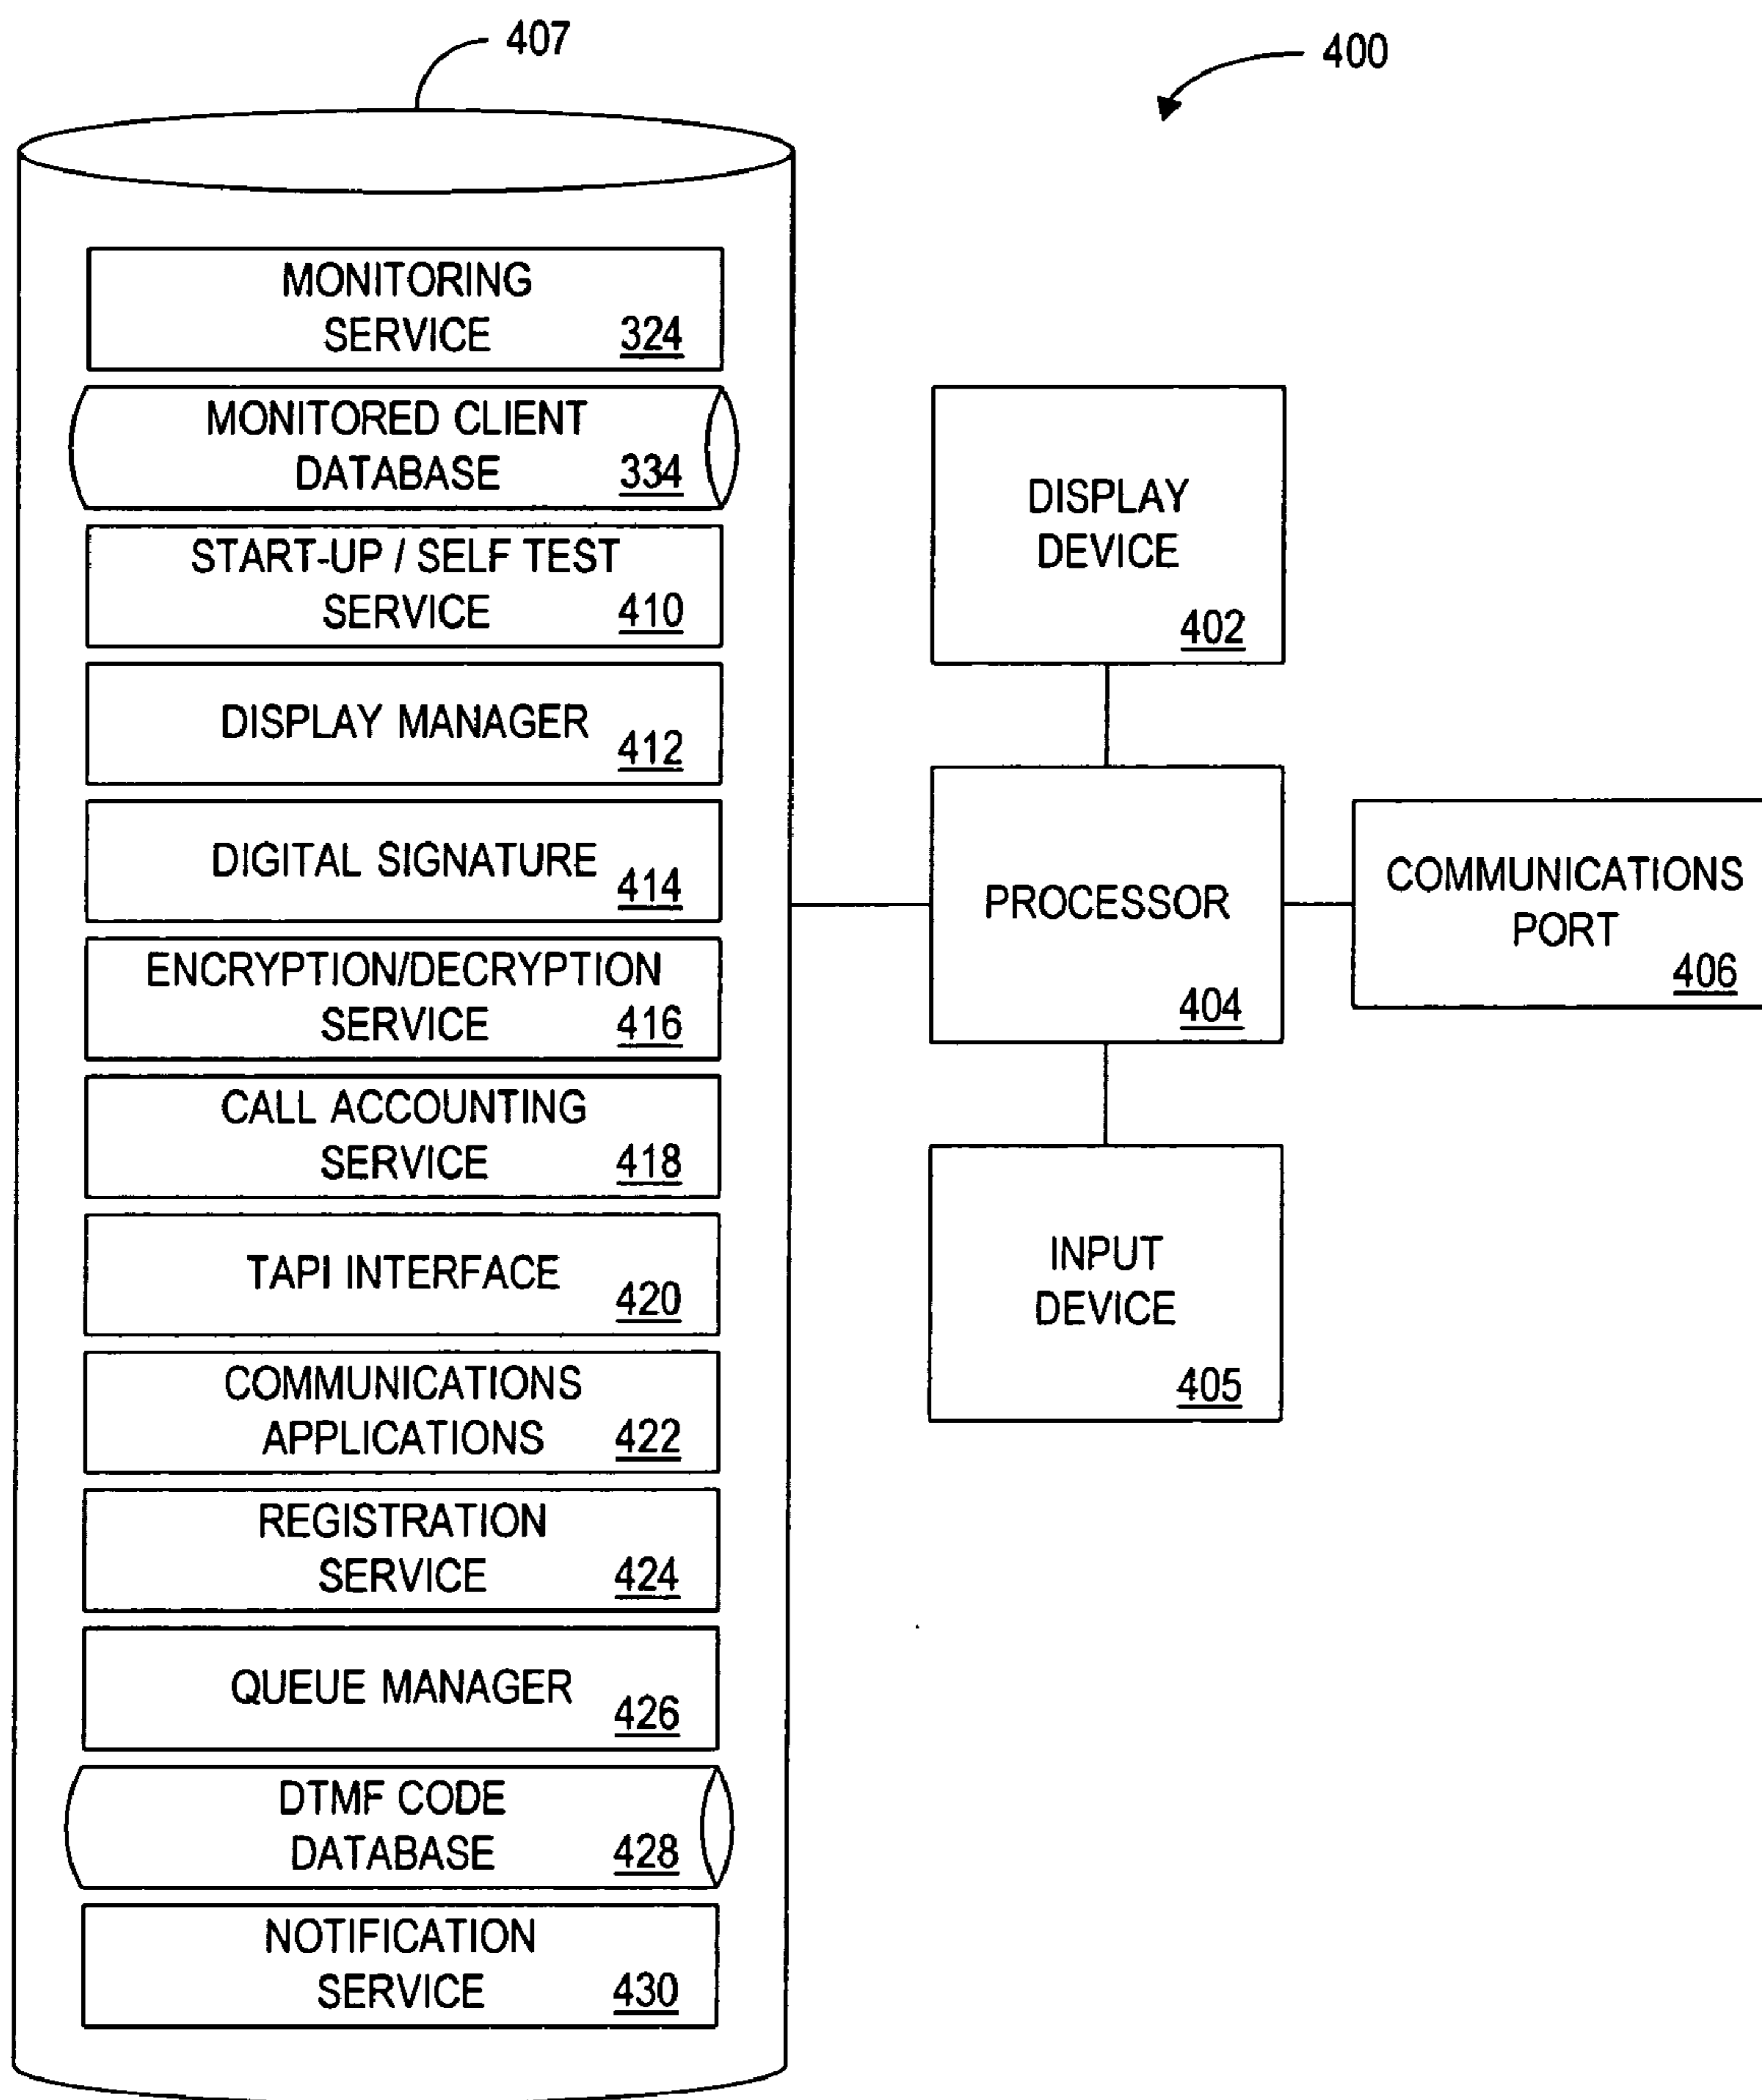 407
400
MONITORING
SERVICE 324
MONITORED CLIENT
DATABASE 334
START-UP / SELF TEST
SERVICE 410
DISPLAY MANAGER
412
DIGITAL SIGNATURE
414
ENCRYPTION/DECRYPTION
SERVICE 416
CALL ACCOUNTING
SERVICE 418
TAPI INTERFACE
420
COMMUNICATIONS
APPLICATIONS 422
REGISTRATION
SERVICE 424
QUEUE MANAGER
426
DTMF CODE
DATABASE 428
NOTIFICATION
SERVICE 430
DISPLAY
DEVICE
402
PROCESSOR
404
COMMUNICATIONS
PORT
406
INPUT
DEVICE
405